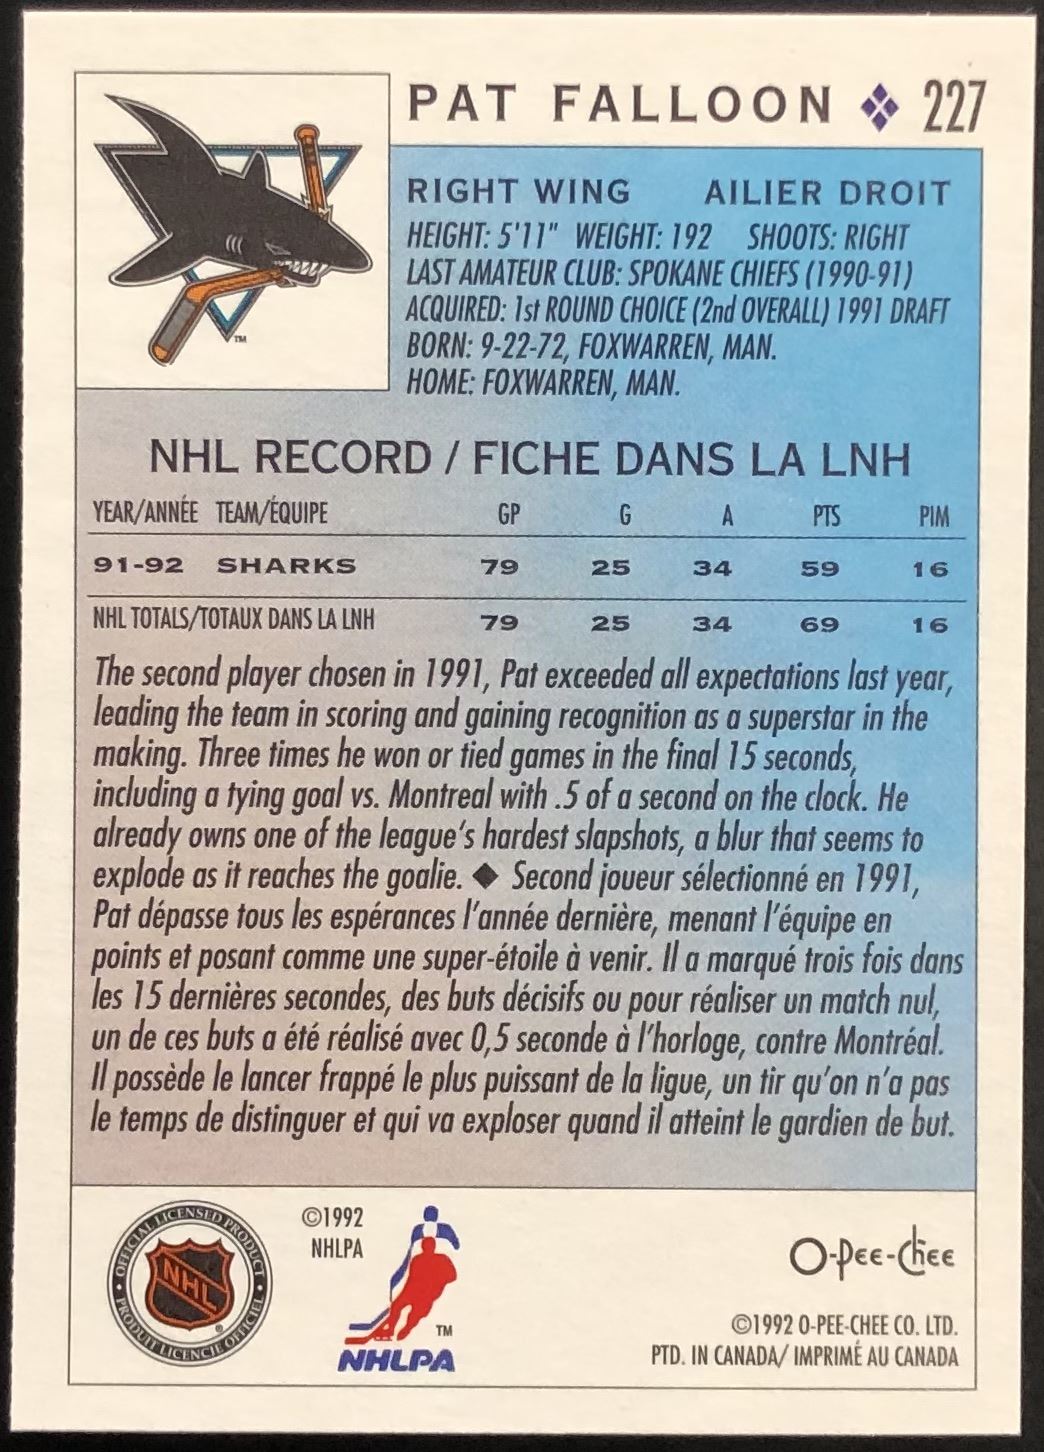 PAT FALLOON 227
RIGHT WING AILIER DROIT
HEIGHT: 5'11" WEIGHT: 192 SHOOTS: RIGHT
LAST AMATEUR CLUB: SPOKANE CHIEFS (1990-91)
ACQUIRED: 1st ROUND CHOICE (2nd OVERALL) 1991 DRAFT
BORN: 9-22-72, FOXWARREN, MAN.
HOME: FOXWARREN, MAN.
TM
NHL RECORD / FICHE DANS LA LNH
YEAR/ANNÉE TEAM/ÉQUIPE GP G A PTS PIM
91-92 SHARKS 79 25 34 59 16
NHL TOTALS/TOTAUX DANS LA LNH 79 25 34 69 16
The second player chosen in 1991, Pat exceeded all expectations last year,
leading the team in scoring and gaining recognition as a superstar in the
making. Three times he won or tied games in the final 15 seconds,
including a tying goal vs. Montreal with .5 of a second on the clock. He
already owns one of the league's hardest slapshots, a blur that seems to
explode as it reaches the goalie. ◆ Second joueur sélectionné en 1991,
Pat dépasse tous les espérances l'année dernière, menant l'équipe en
points et posant comme une super-étoile à venir. Il a marqué trois fois dans
les 15 dernières secondes, des buts décisifs ou pour réaliser un match nul,
un de ces buts a été réalisé avec 0,5 seconde à l'horloge, contre Montréal.
Il possède le lancer frappé le plus puissant de la ligue, un tir qu'on n'a pas
le temps de distinguer et qui va exploser quand il atteint le gardien de but.
OFFICIAL LICENSED PRODUCT
NHL
®
PRODUIT LICENCIE OFFICIEL
©1992
NHLPA
TM
NHLPA
O-Pee-Chee
©1992 O-PEE-CHEE CO. LTD.
PTD. IN CANADA/ IMPRIMÉ AU CANADA